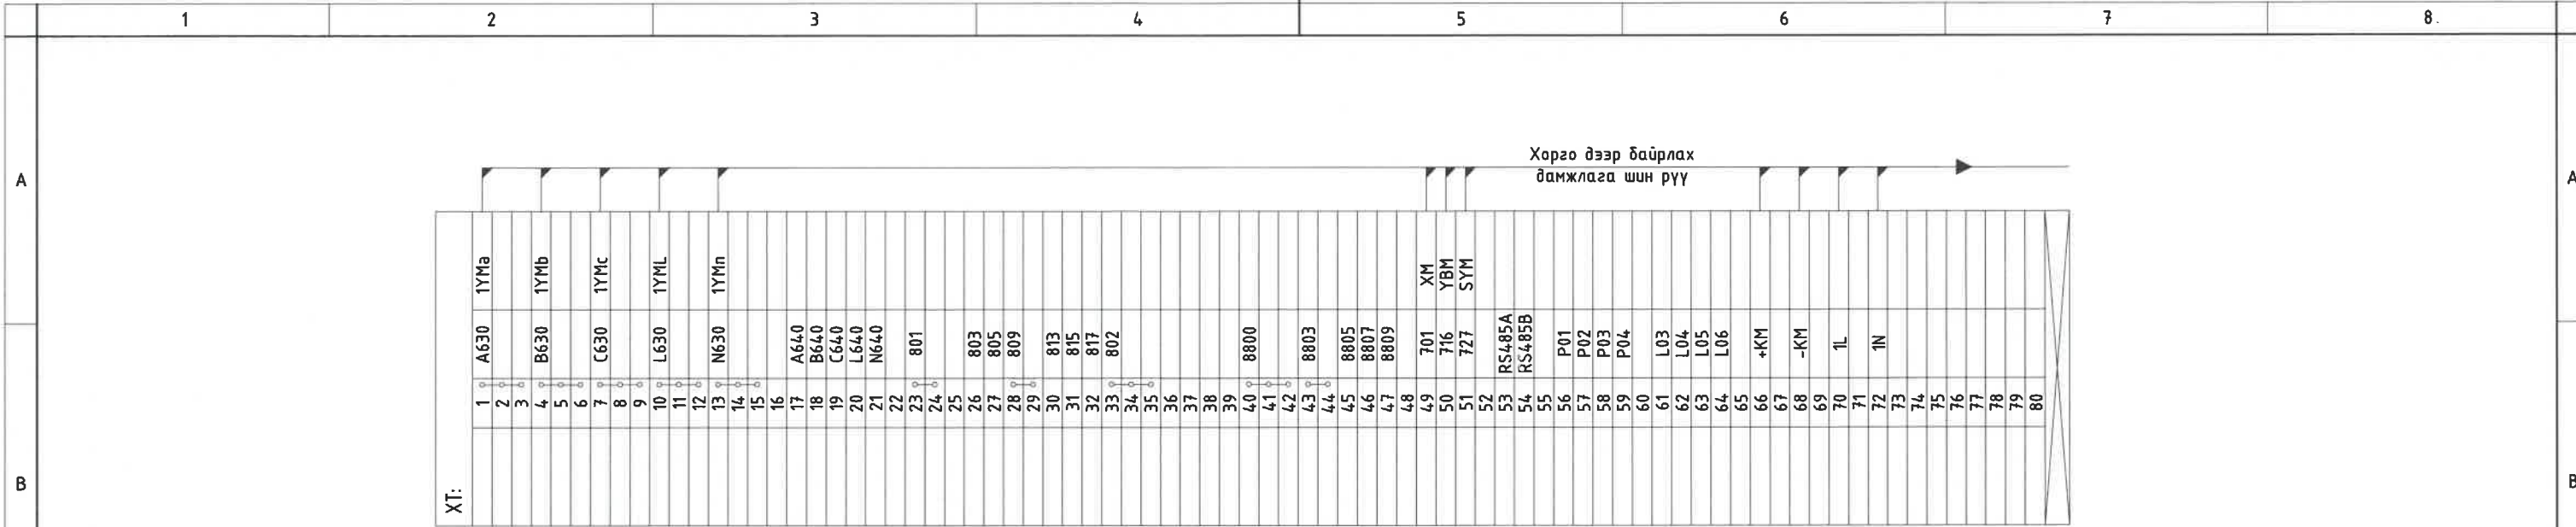 1 2 3 4 5 6 7 8
Хорго дээр байрлах
дамжлага шин рүү
A A
1YMa 1YMb 1YMc 1YML 1YMn XM YBM SYM
A630 B630 C630 L630 N630 A640 B640 C640 L640 N640 801 803 805 809 813 815 817 802 8800 8803 8805 8807 8809 701 716 727 RS485A RS485B P01 P02 P03 P04 L03 L04 L05 L06 +KM -KM 1L 1N
1 2 3 4 5 6 7 8 9 10 11 12 13 14 15 16 17 18 19 20 21 22 23 24 25 26 27 28 29 30 31 32 33 34 35 36 37 38 39 40 41 42 43 44 45 46 47 48 49 50 51 52 53 54 55 56 57 58 59 60 61 62 63 64 65 66 67 68 69 70 71 72 73 74 75 76 77 78 79 80
B B
XT: